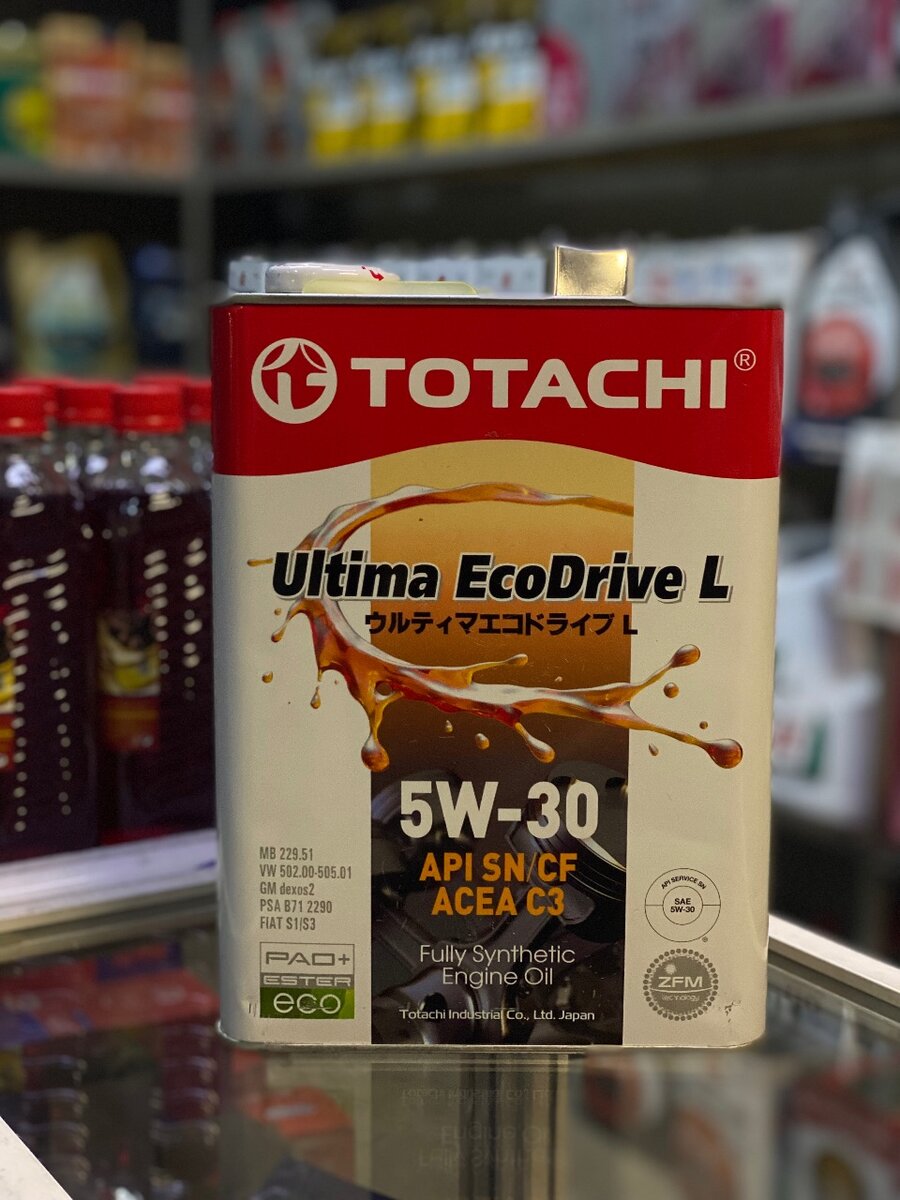 TOTACHI®
Ultima EcoDrive L
ウルティマエコドライブ L
5W-30
API SN/CF
ACEA C3
MB 229.51
VW 502.00-505.01
GM dexos2
PSA B71 2290
FIAT S1/S3
PAO+
ESTER
eco
Fully Synthetic
Engine Oil
Totachi Industrial Co., Ltd. Japan
API SERVICE SN
SAE
5W-30
ZFM
technology